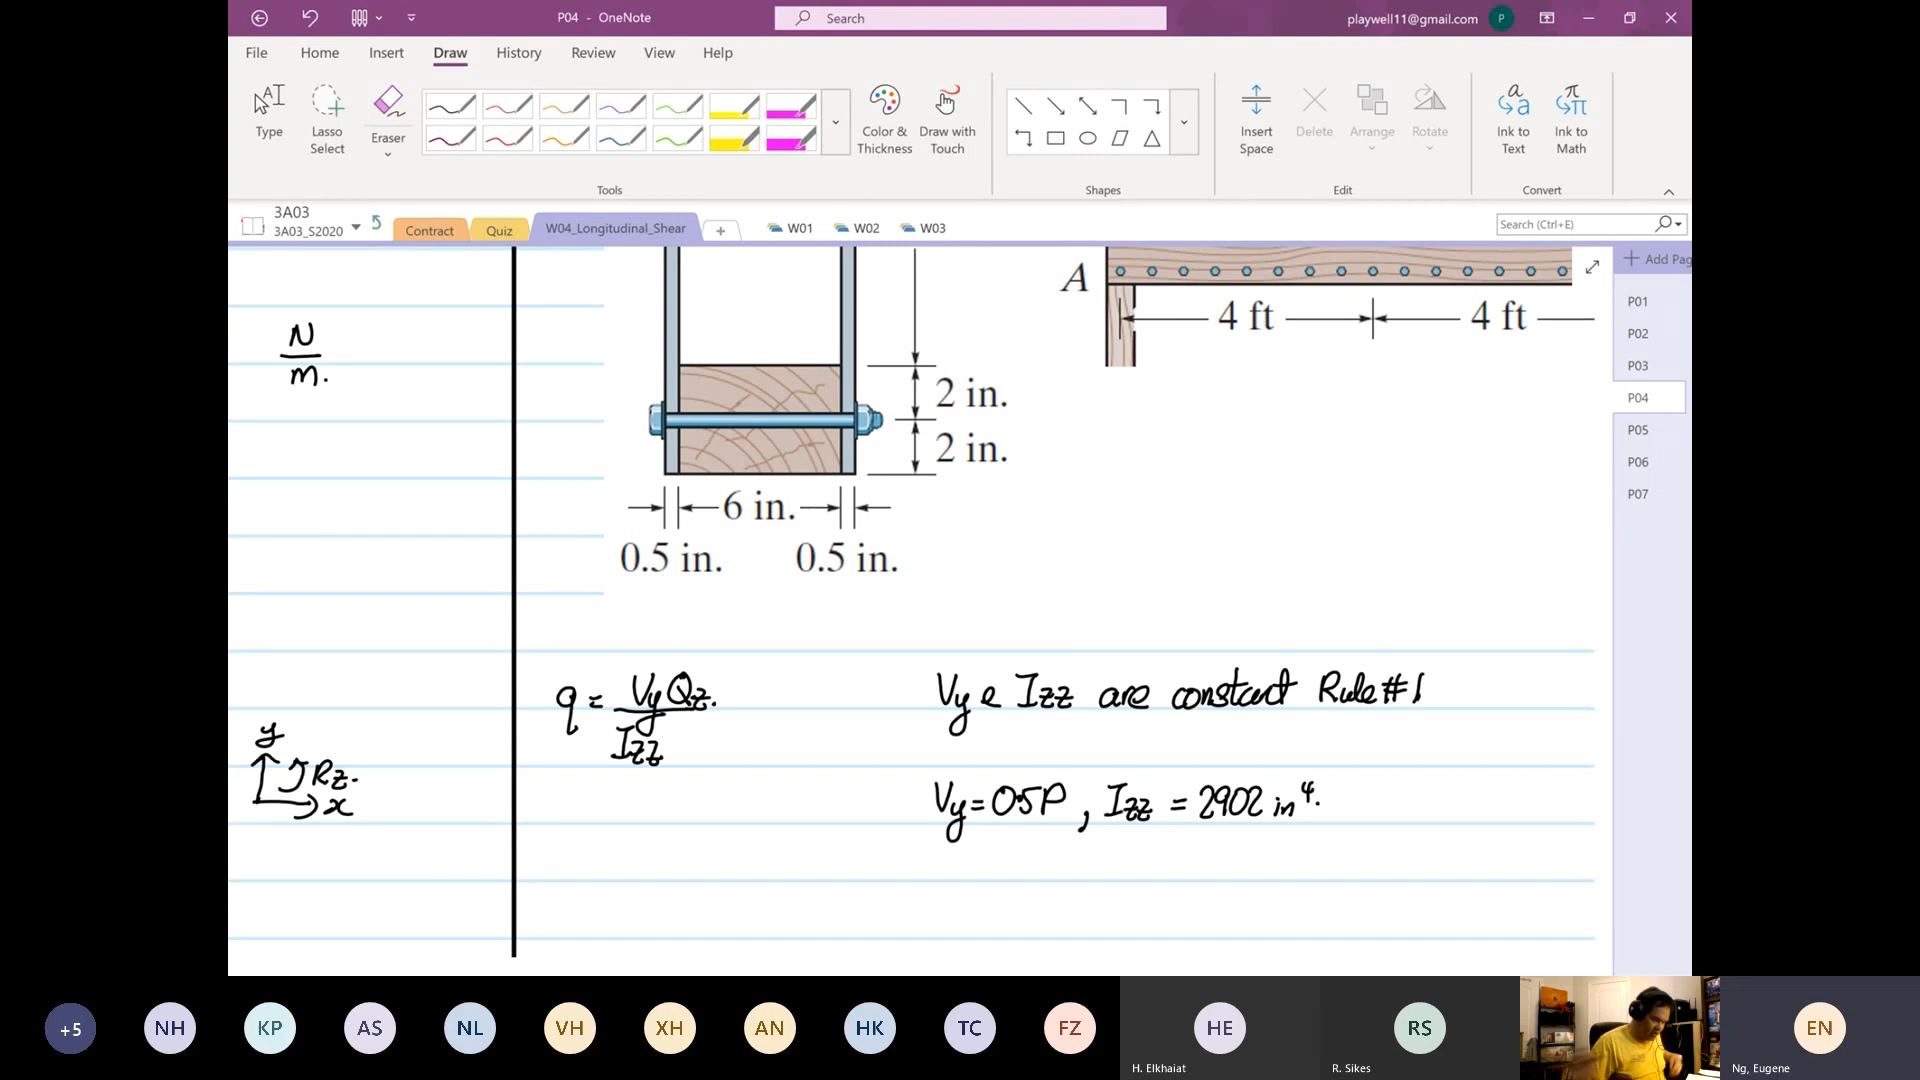 P04 - OneNote
Search
playwell11@gmail.com
P
File Home Insert Draw History Review View Help
Type
Lasso Select
Eraser
Color & Thickness
Draw with Touch
Insert Space
Delete
Arrange
Rotate
Ink to Text
Ink to Math
Tools
Shapes
Edit
Convert
3A03
3A03_S2020
Contract
Quiz
W04_Longitudinal_Shear
W01
W02
W03
Search (Ctrl+E)
Add Pag
P01
P02
P03
P04
P05
P06
P07
A
4 ft
4 ft
N
m.
2 in.
2 in.
6 in.
0.5 in. 0.5 in.
q = VyQz.
Izz
Vy & Izz are constant Rule #1
y
Rz.
x
Vy = 0.5P, Izz = 2902 in⁴.
+5 NH KP AS NL VH XH AN HK TC FZ HE RS EN
H. Elkhaiat
R. Sikes
Ng, Eugene